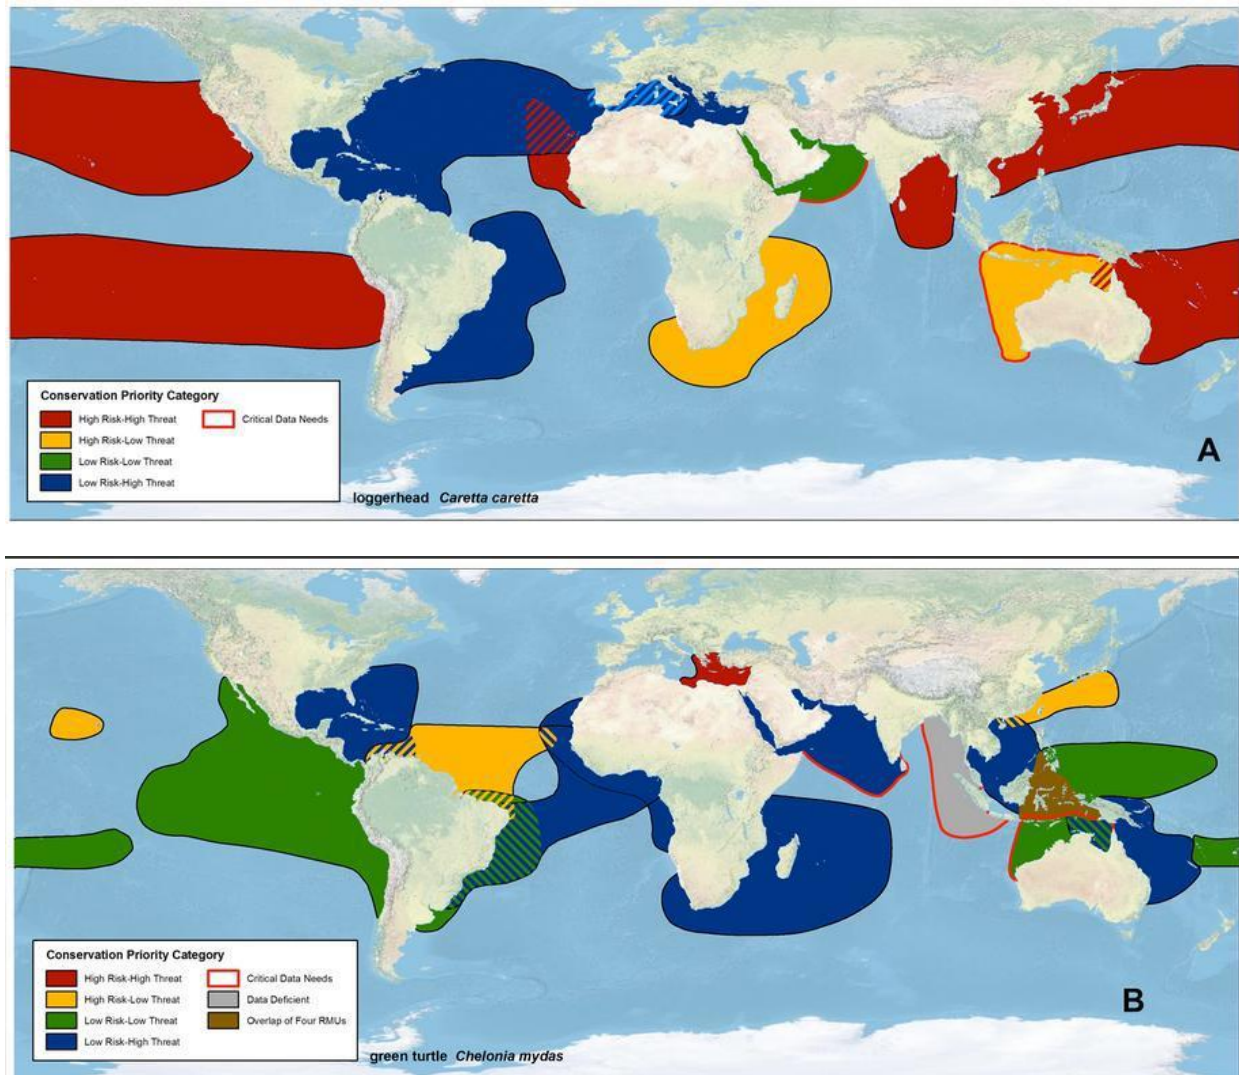 Conservation Priority Category
High Risk-High Threat
Critical Data Needs
High Risk-Low Threat
Low Risk-Low Threat
Low Risk-High Threat
loggerhead Caretta caretta
A
Conservation Priority Category
High Risk-High Threat
Critical Data Needs
High Risk-Low Threat
Data Deficient
Low Risk-Low Threat
Overlap of Four RMUs
Low Risk-High Threat
green turtle Chelonia mydas
B